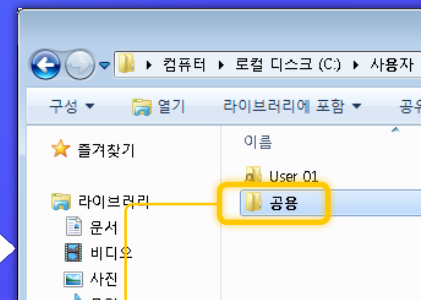 컴퓨터 로컬 디스크 (C:) 사용자
구성 열기 라이브러리에 포함 공유
즐겨찾기
이름
User 01
라이브러리
공용
문서
비디오
사진